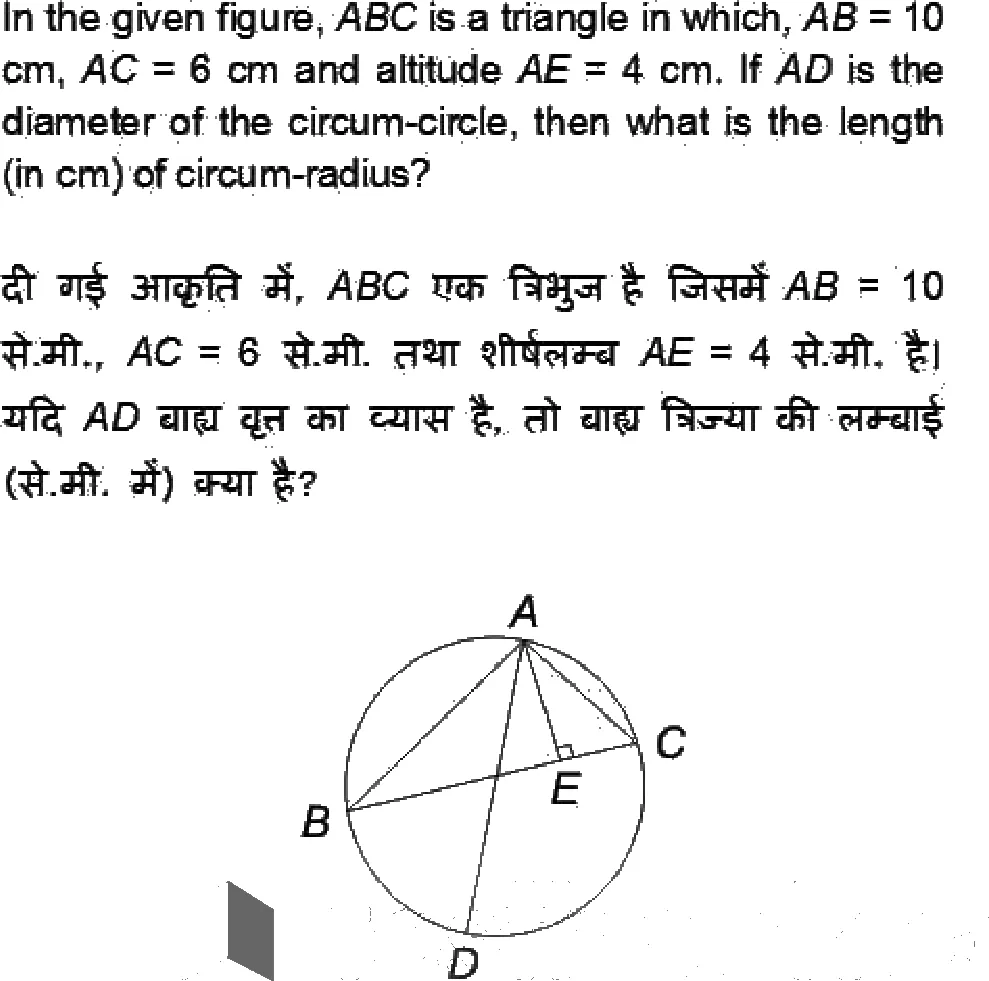 In the given figure, ABC is a triangle in which, AB = 10
cm, AC = 6 cm and altitude AE = 4 cm. If AD is the
diameter of the circum-circle, then what is the length
(in cm) of circum-radius?
दी गई आकृति में, ABC एक त्रिभुज है जिसमें AB = 10
से.मी., AC = 6 से.मी. तथा शीर्षलम्ब AE = 4 से.मी. है।
यदि AD बाह्य वृत्त का व्यास है, तो बाह्य त्रिज्या की लम्बाई
(से.मी. में) क्या है?
A
C
E
B
D